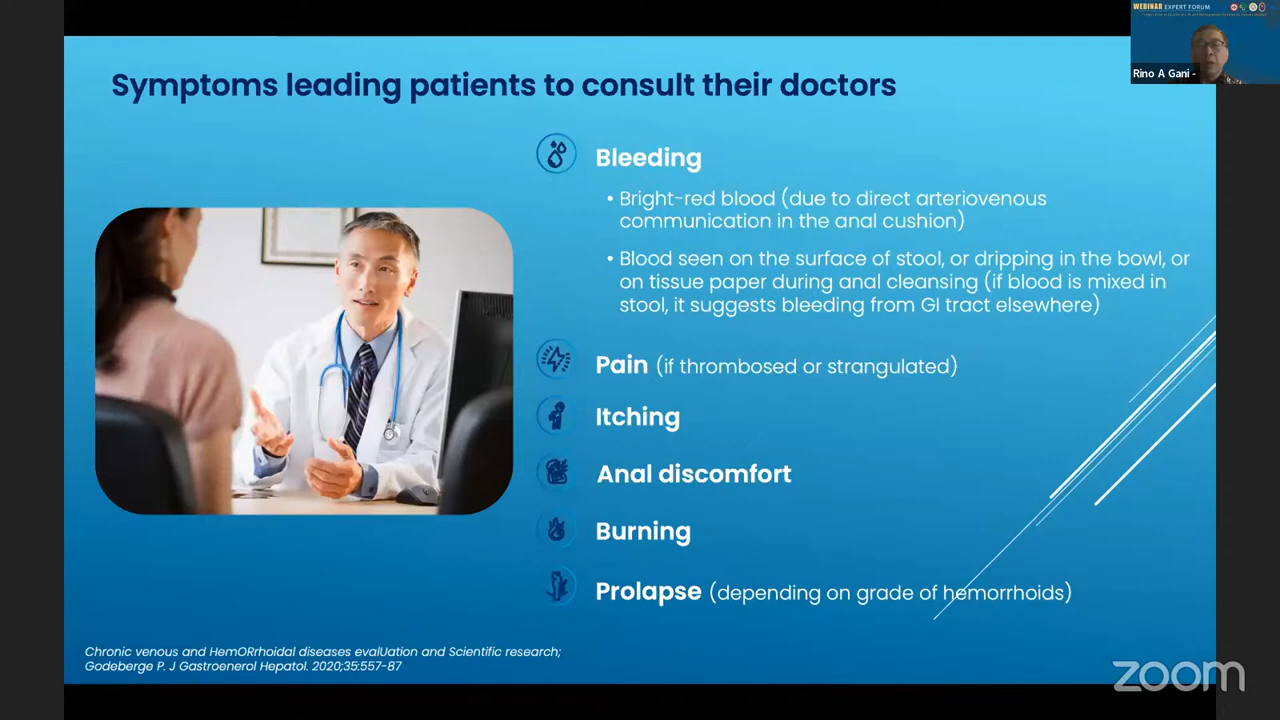 WEBINAR EXPERT FORUM
Rino A Gani -
Symptoms leading patients to consult their doctors
Bleeding
• Bright-red blood (due to direct arteriovenous
communication in the anal cushion)
• Blood seen on the surface of stool, or dripping in the bowl, or
on tissue paper during anal cleansing (if blood is mixed in
stool, it suggests bleeding from GI tract elsewhere)
Pain (if thrombosed or strangulated)
Itching
Anal discomfort
Burning
Prolapse (depending on grade of hemorrhoids)
Chronic venous and HemORrhoidal diseases evalUation and Scientific research;
Godeberge P. J Gastroenerol Hepatol. 2020;35:557-87
zoom